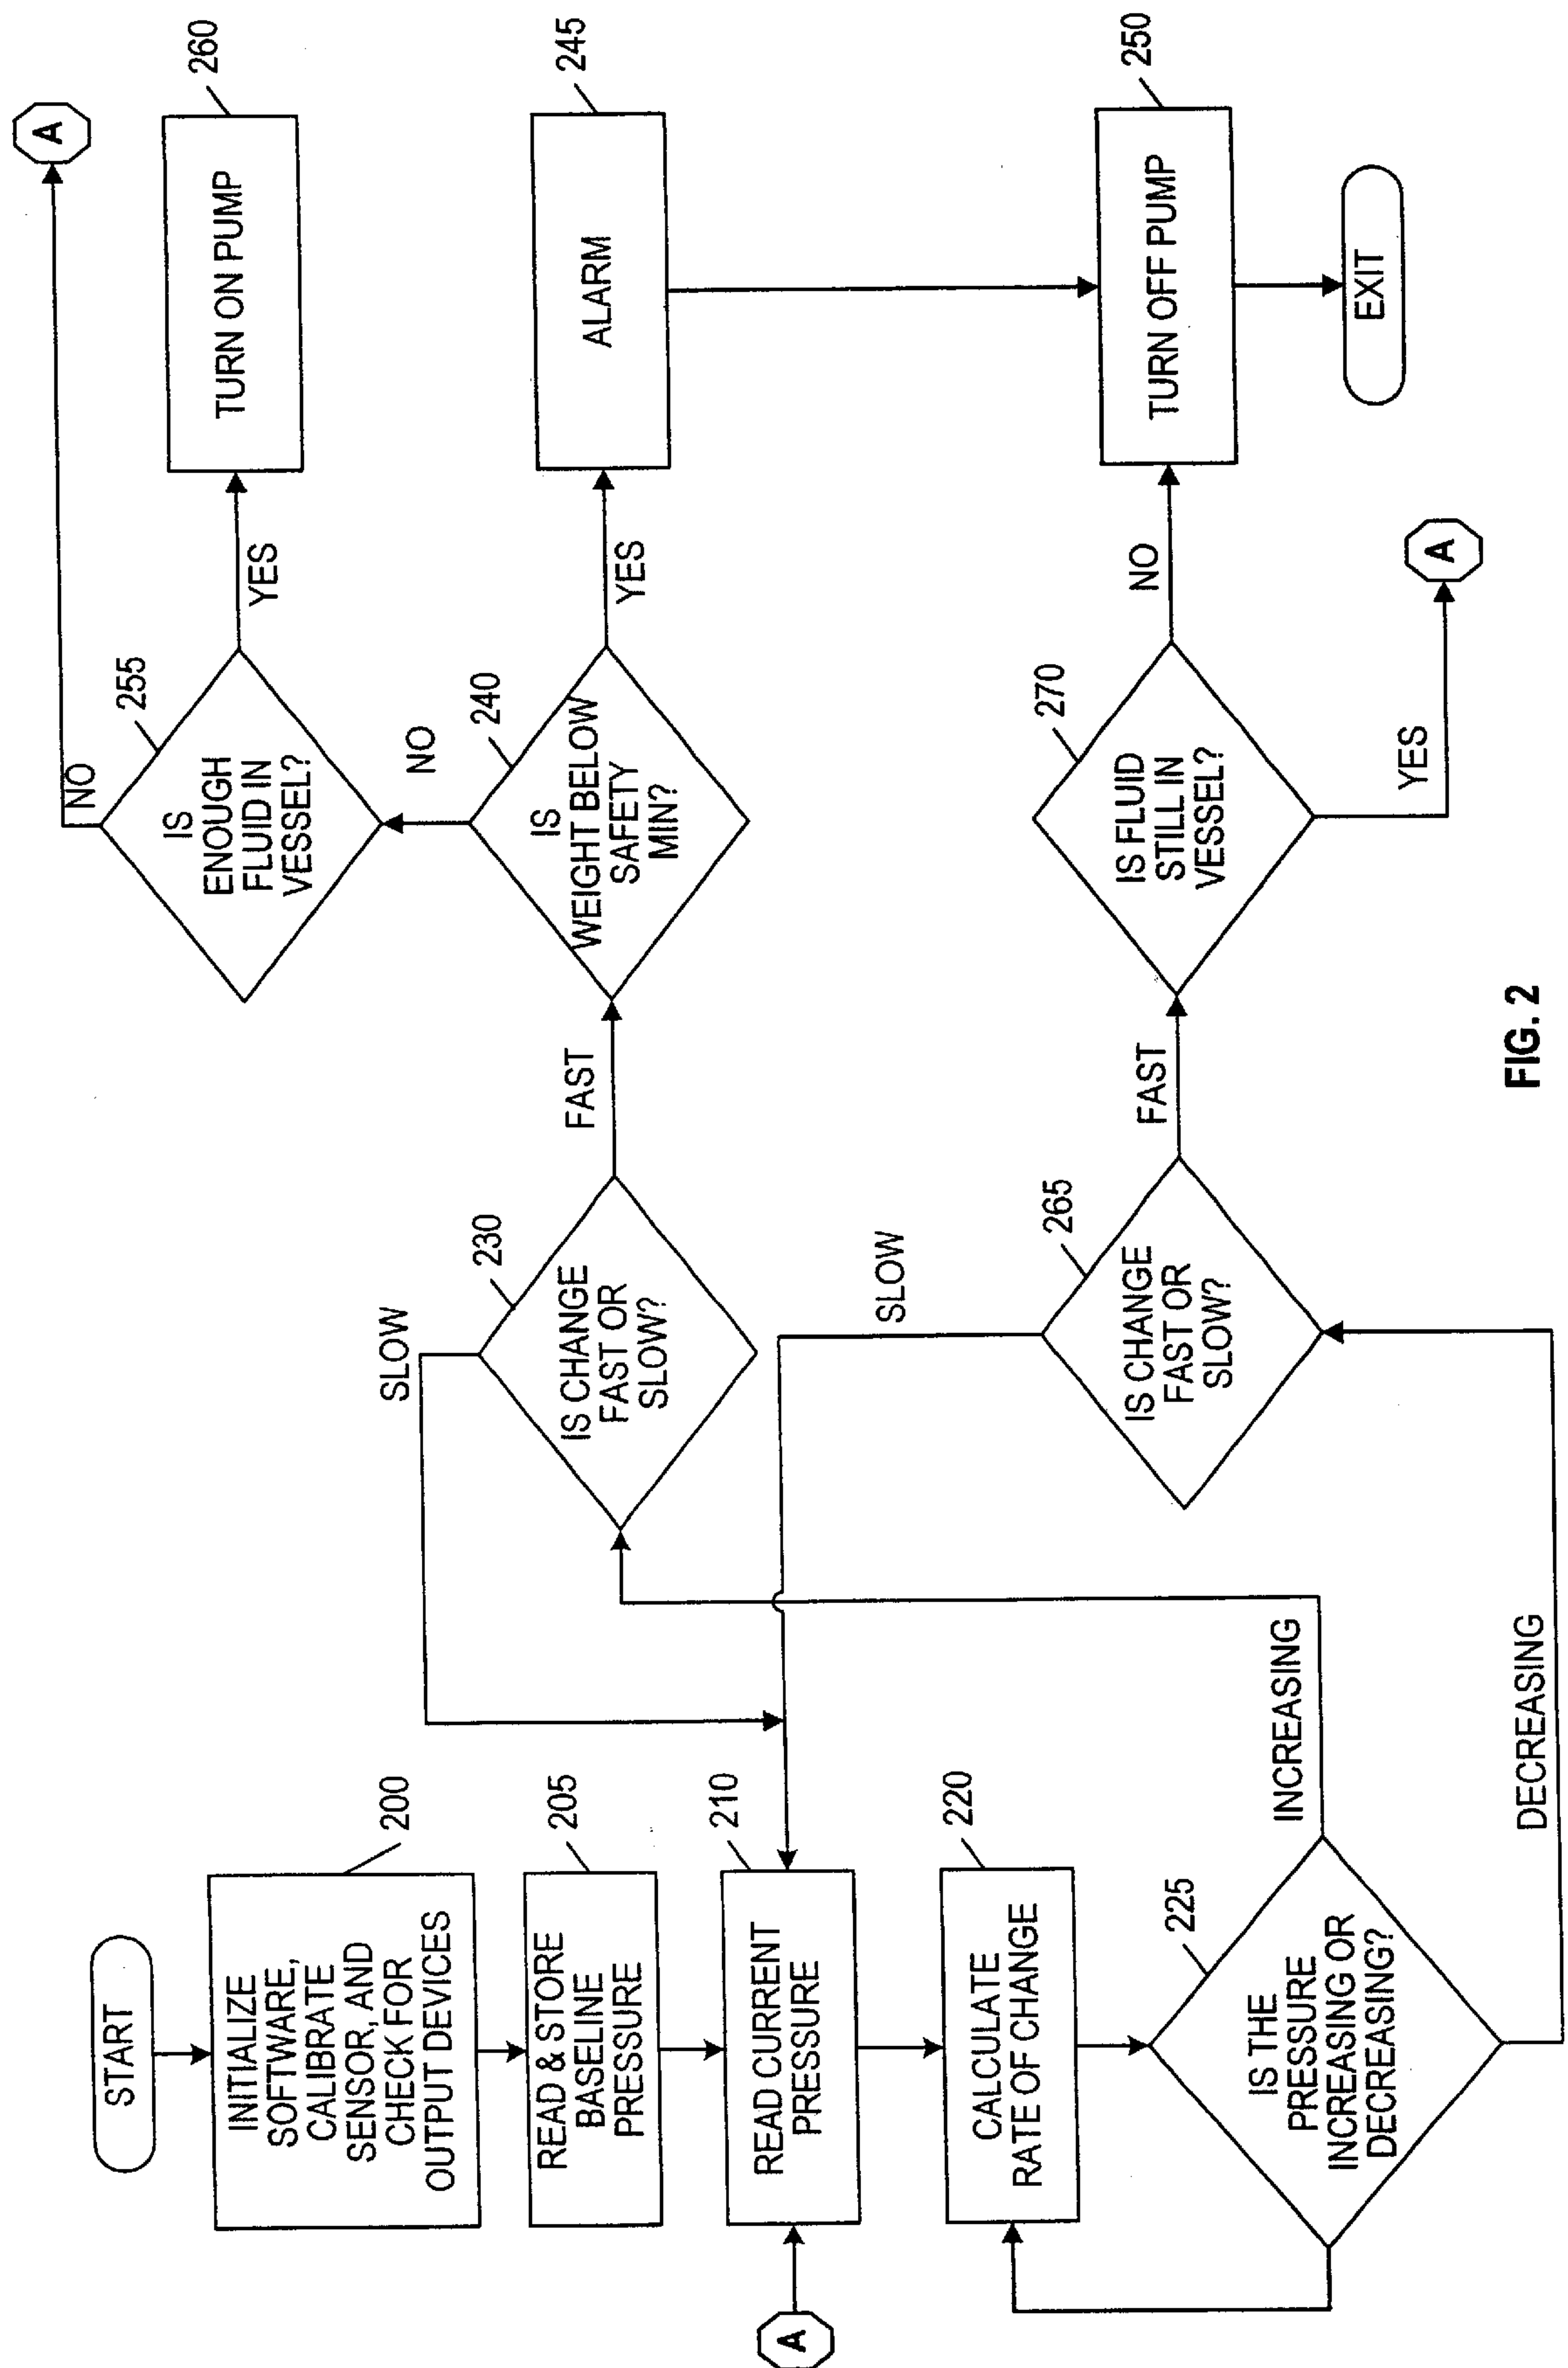 START
200
INITIALIZE
SOFTWARE,
CALIBRATE
SENSOR, AND
CHECK FOR
OUTPUT DEVICES
205
READ & STORE
BASELINE
PRESSURE
A
210
READ CURRENT
PRESSURE
220
CALCULATE
RATE OF CHANGE
225
IS THE
PRESSURE
INCREASING OR
DECREASING?
INCREASING
DECREASING
SLOW
230
IS CHANGE
FAST OR
SLOW?
FAST
SLOW
265
IS CHANGE
FAST OR
SLOW?
FAST
NO
255
IS
ENOUGH
FLUID IN
VESSEL?
YES
NO
240
IS
WEIGHT BELOW
SAFETY
MIN?
YES
270
IS FLUID
STILL IN
VESSEL?
NO
YES
A
A
260
TURN ON PUMP
245
ALARM
250
TURN OFF PUMP
EXIT
FIG. 2